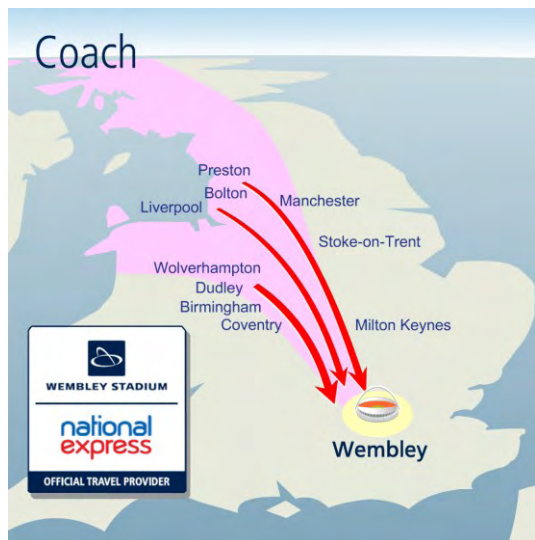 Coach
Preston
Bolton
Manchester
Liverpool
Stoke-on-Trent
Wolverhampton
Dudley
Birmingham
Coventry
Milton Keynes
WEMBLEY STADIUM
national
express
OFFICIAL TRAVEL PROVIDER
Wembley